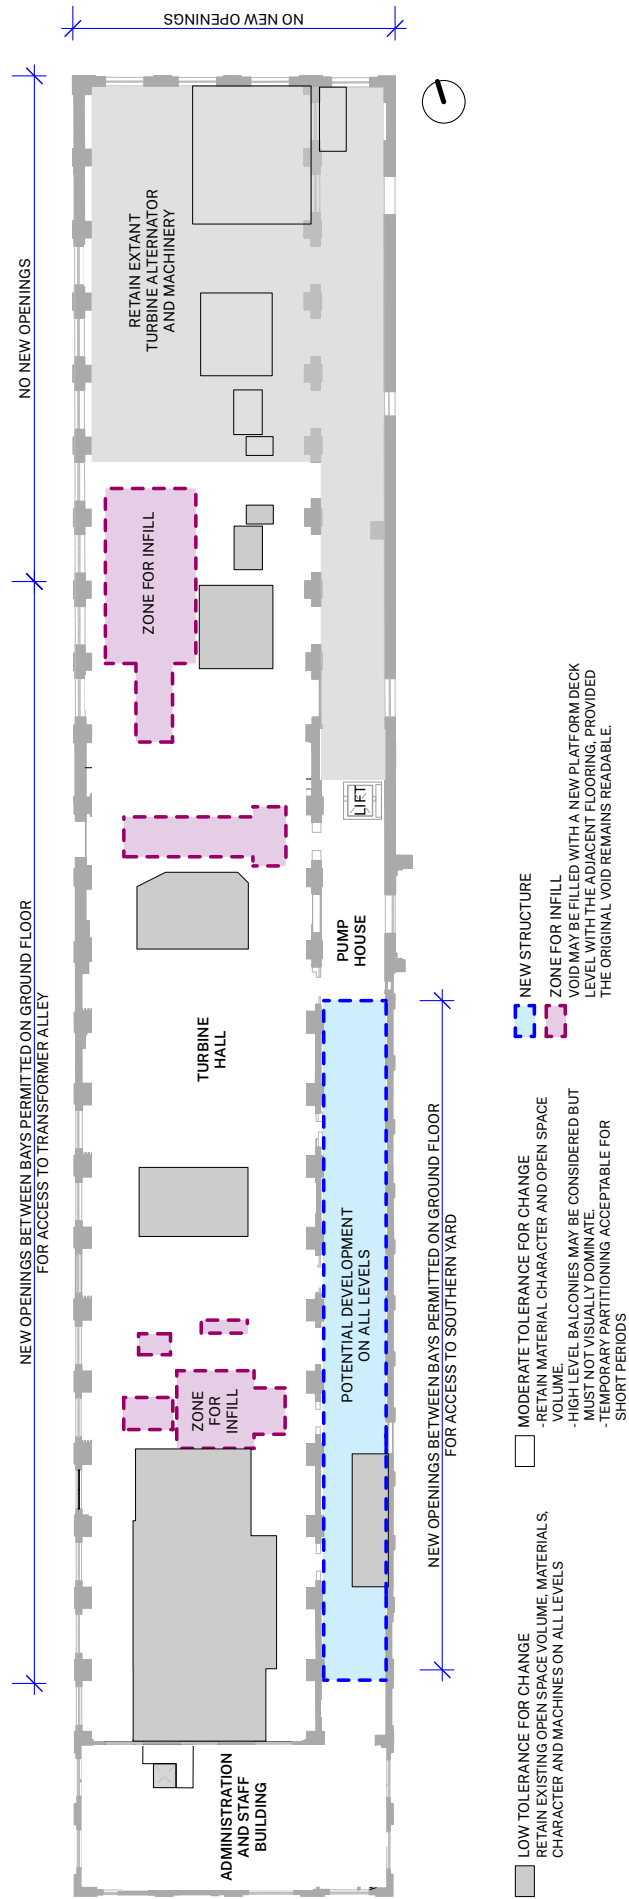 NO NEW OPENINGS
NO NEW OPENINGS
RETAIN EXTANT
TURBINE ALTERNATOR
AND MACHINERY
ZONE FOR INFILL
NEW OPENINGS BETWEEN BAYS PERMITTED ON GROUND FLOOR
FOR ACCESS TO TRANSFORMER ALLEY
LIFT
PUMP
HOUSE
TURBINE
HALL
POTENTIAL DEVELOPMENT
ON ALL LEVELS
NEW OPENINGS BETWEEN BAYS PERMITTED ON GROUND FLOOR
FOR ACCESS TO SOUTHERN YARD
ZONE
FOR
INFILL
ADMINISTRATION
AND STAFF
BUILDING
LOW TOLERANCE FOR CHANGE
RETAIN EXISTING OPEN SPACE VOLUME, MATERIALS,
CHARACTER AND MACHINES ON ALL LEVELS
MODERATE TOLERANCE FOR CHANGE
-RETAIN MATERIAL CHARACTER AND OPEN SPACE
VOLUME.
-HIGH LEVEL BALCONIES MAY BE CONSIDERED BUT
MUST NOT VISUALLY DOMINATE.
-TEMPORARY PARTITIONING ACCEPTABLE FOR
SHORT PERIODS
NEW STRUCTURE
ZONE FOR INFILL
VOID MAY BE FILLED WITH A NEW PLATFORM DECK
LEVEL WITH THE ADJACENT FLOORING, PROVIDED
THE ORIGINAL VOID REMAINS READABLE.